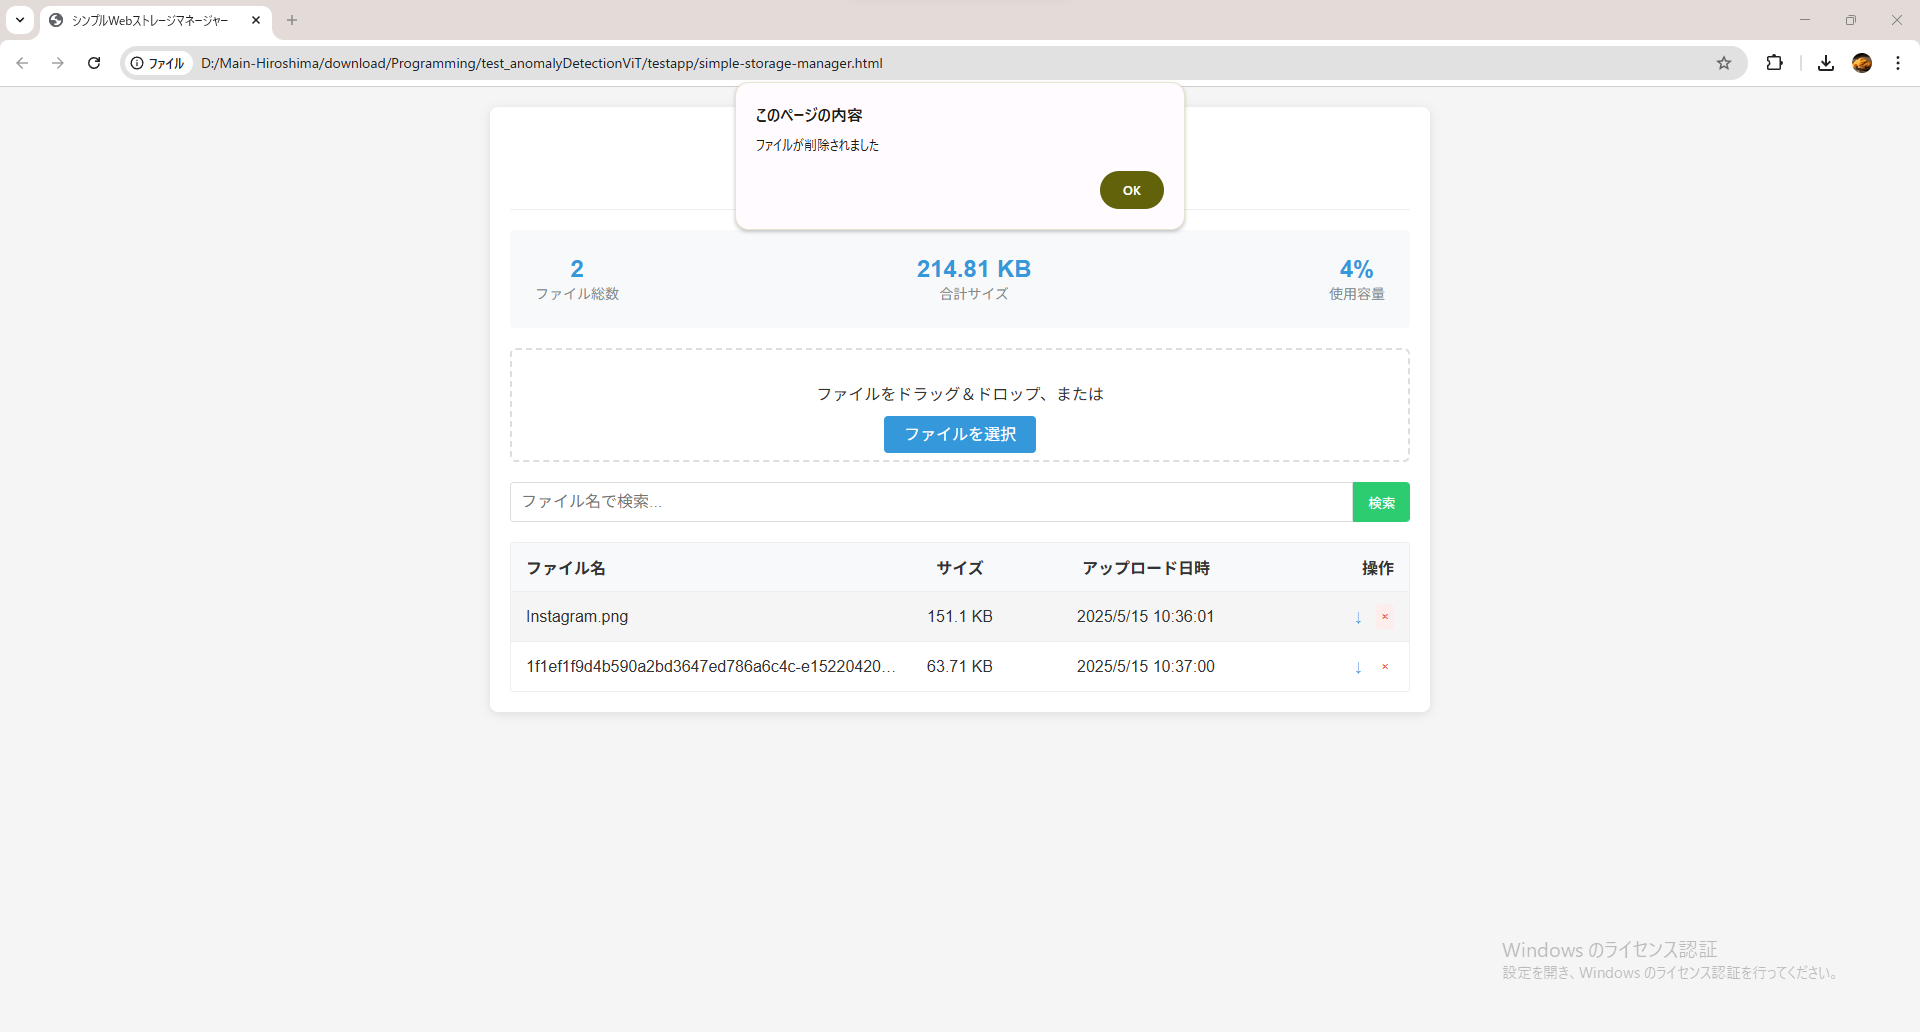 シンプルWebストレージマネージャー
ファイル
D:/Main-Hiroshima/download/Programming/test_anomalyDetectionViT/testapp/simple-storage-manager.html
このページの内容
ファイルが削除されました
OK
2
ファイル総数
214.81 KB
合計サイズ
4%
使用容量
ファイルをドラッグ＆ドロップ、または
ファイルを選択
ファイル名で検索...
検索
ファイル名 サイズ アップロード日時 操作
Instagram.png 151.1 KB 2025/5/15 10:36:01 ↓ ×
1f1ef1f9d4b590a2bd3647ed786a6c4c-e15220420... 63.71 KB 2025/5/15 10:37:00 ↓ ×
Windows のライセンス認証
設定を開き、Windows のライセンス認証を行ってください。